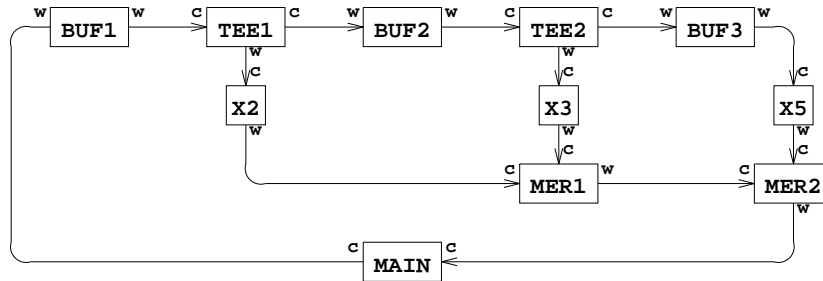 W BUF1 W C TEE1 C W BUF2 W C TEE2 C W BUF3 W
W W
C C C
X2 X3 X5
W W W
C C
C MER1 W C MER2
W
C MAIN C